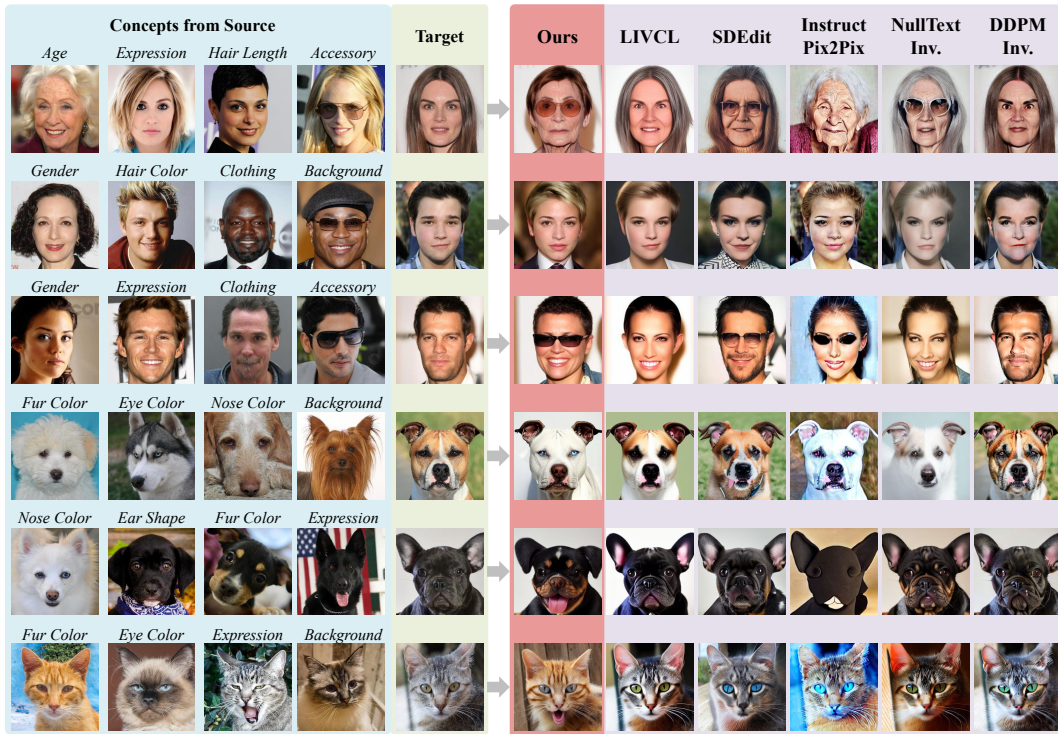 Concepts from Source
Target
Ours
LIVCL
SDEdit
Instruct
Pix2Pix
NullText
Inv.
DDPM
Inv.
Age Expression Hair Length Accessory
Gender Hair Color Clothing Background
Gender Expression Clothing Accessory
Fur Color Eye Color Nose Color Background
Nose Color Ear Shape Fur Color Expression
Fur Color Eye Color Expression Background